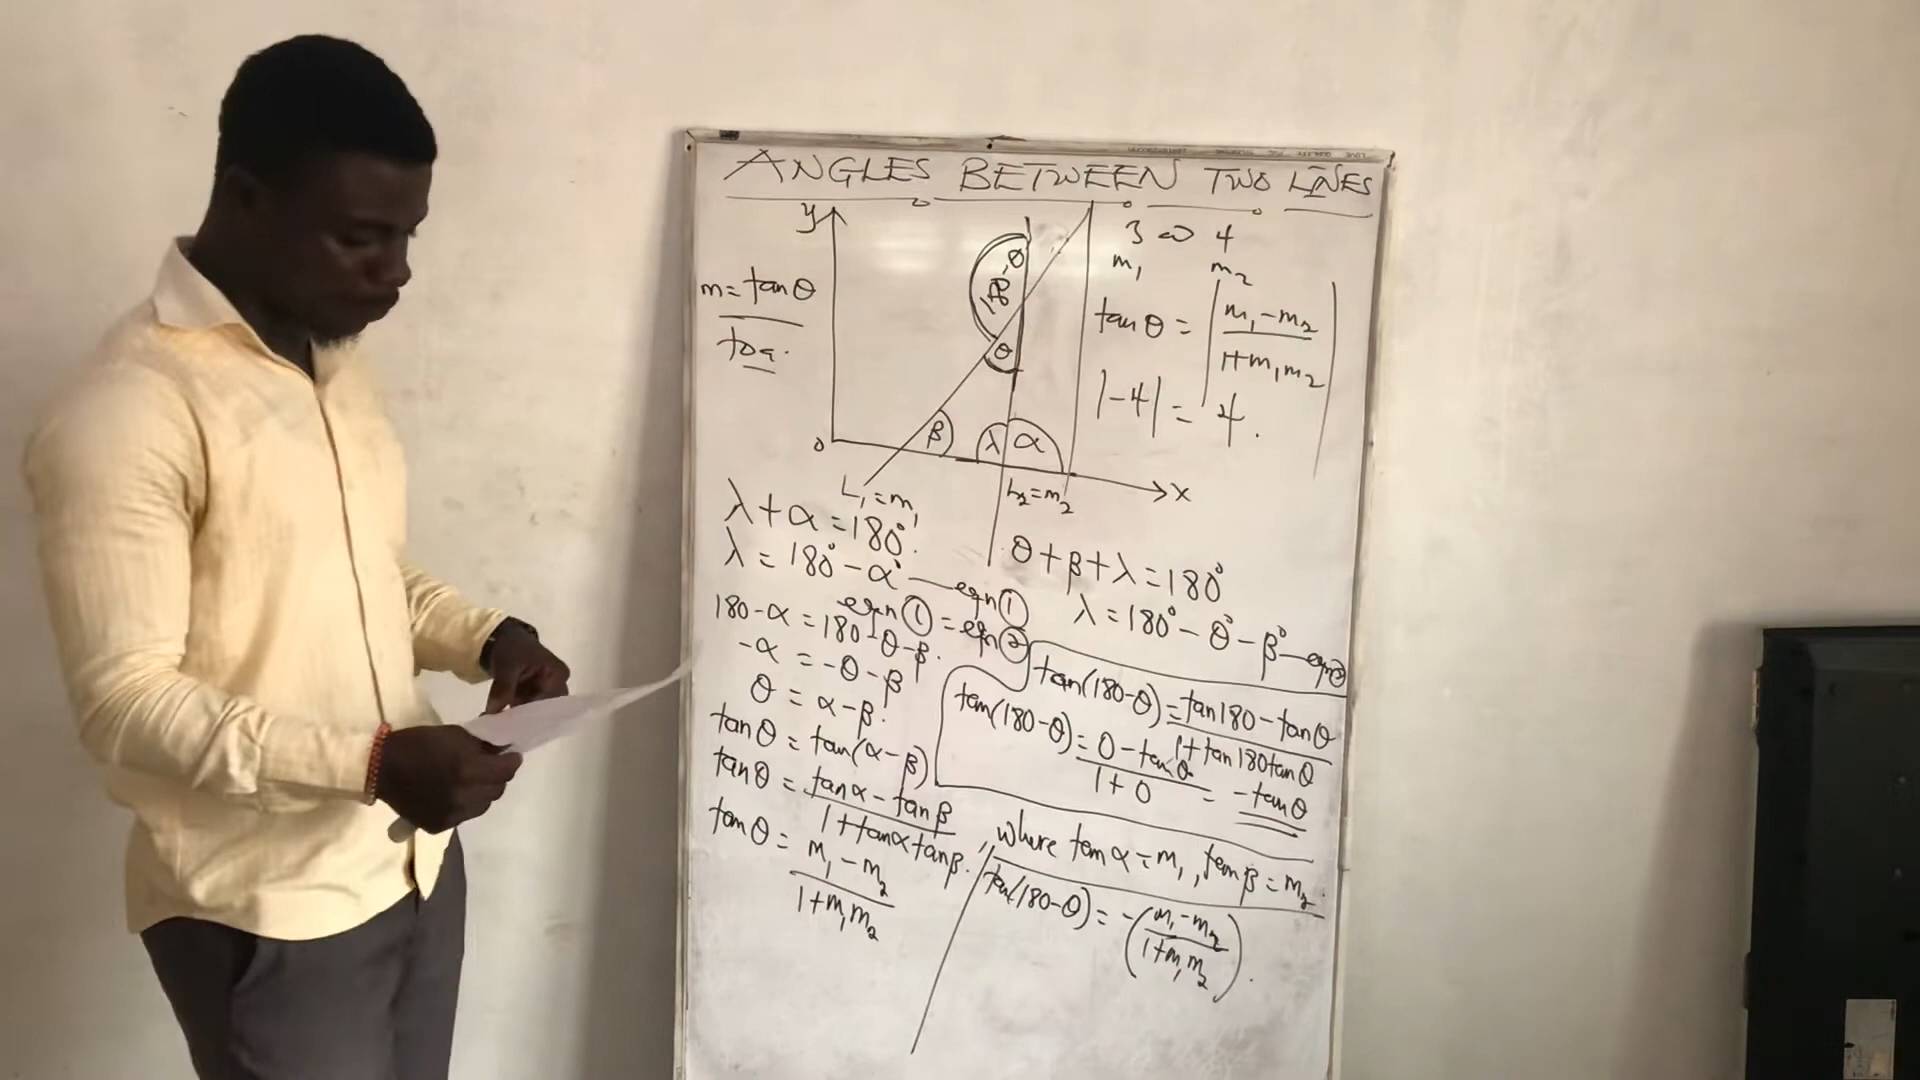 ANGLES BETWEEN TWO LINES
y
m = tanθ
180-θ
θ
β
λ
α
0
x
L₁ = m₁
L₂ = m₂
3 4
m₁ m₂
tanθ = | m₁ - m₂ / 1+m₁m₂ |
|-4| = 4.
λ + α = 180°.
λ = 180° - α° — eqn ①
θ + β + λ = 180°
λ = 180° - θ° - β° — eqn ②
eqn ① = eqn ②
180 - α = 180 - θ - β.
-α = -θ - β
θ = α - β.
tanθ = tan(α - β)
tanθ = tanα - tanβ / 1 + tanα tanβ.
tanθ = m₁ - m₂ / 1 + m₁m₂
tan(180 - θ) = tan180 - tanθ / 1 + tan180tanθ
tan(180 - θ) = 0 - tanθ / 1 + 0 = -tanθ
, where tanα = m₁, tanβ = m₂.
tan(180 - θ) = -( m₁ - m₂ / 1 + m₁m₂ ).